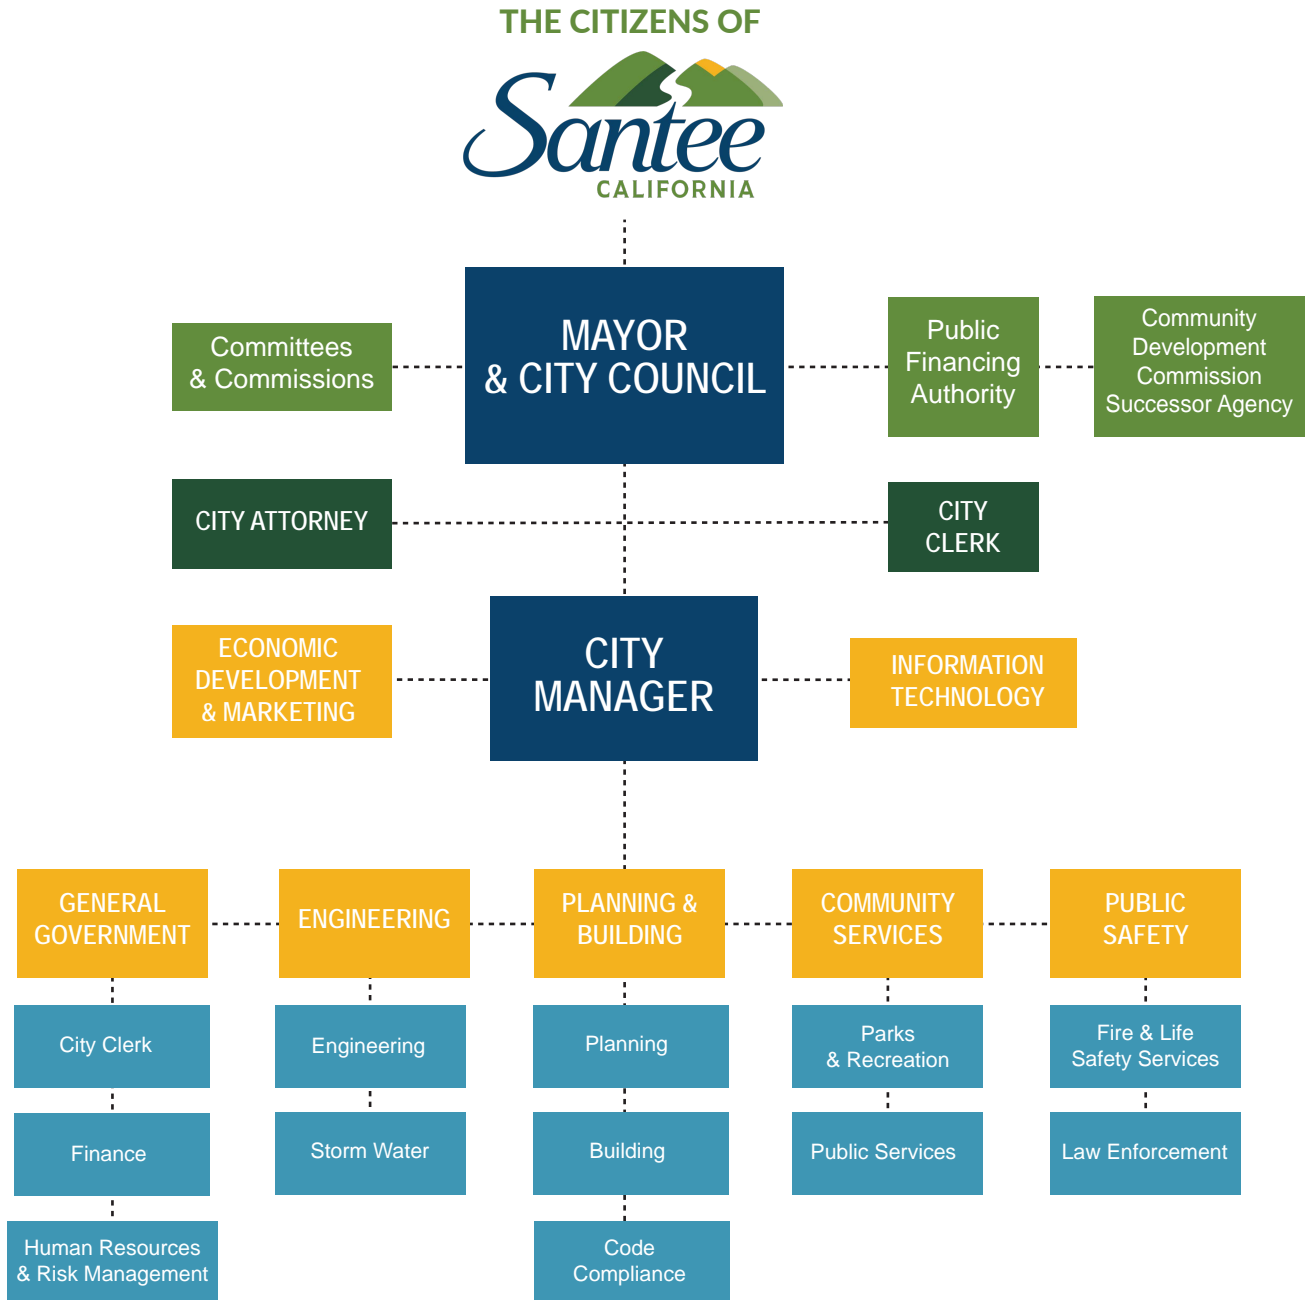 THE CITIZENS OF
Santee
CALIFORNIA
MAYOR
& CITY COUNCIL
Committees
& Commissions
Public
Financing
Authority
Community
Development
Commission
Successor Agency
CITY ATTORNEY
CITY
CLERK
CITY
MANAGER
ECONOMIC
DEVELOPMENT
& MARKETING
INFORMATION
TECHNOLOGY
GENERAL
GOVERNMENT
ENGINEERING
PLANNING &
BUILDING
COMMUNITY
SERVICES
PUBLIC
SAFETY
City Clerk
Engineering
Planning
Parks
& Recreation
Fire & Life
Safety Services
Finance
Storm Water
Building
Public Services
Law Enforcement
Human Resources
& Risk Management
Code
Compliance